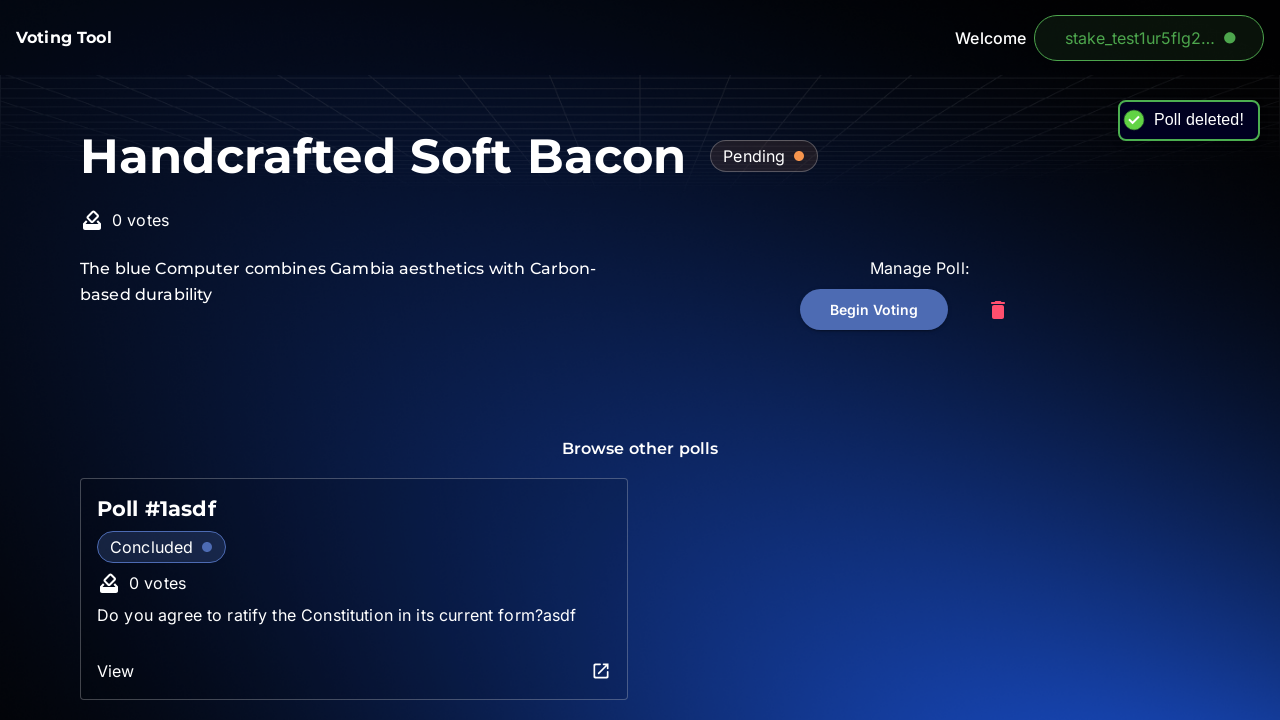 Voting Tool
Welcome
stake_test1ur5flg2...
Poll deleted!
Handcrafted Soft Bacon
Pending
0 votes
The blue Computer combines Gambia aesthetics with Carbon-
based durability
Manage Poll:
Begin Voting
Browse other polls
Poll #1asdf
Concluded
0 votes
Do you agree to ratify the Constitution in its current form?asdf
View